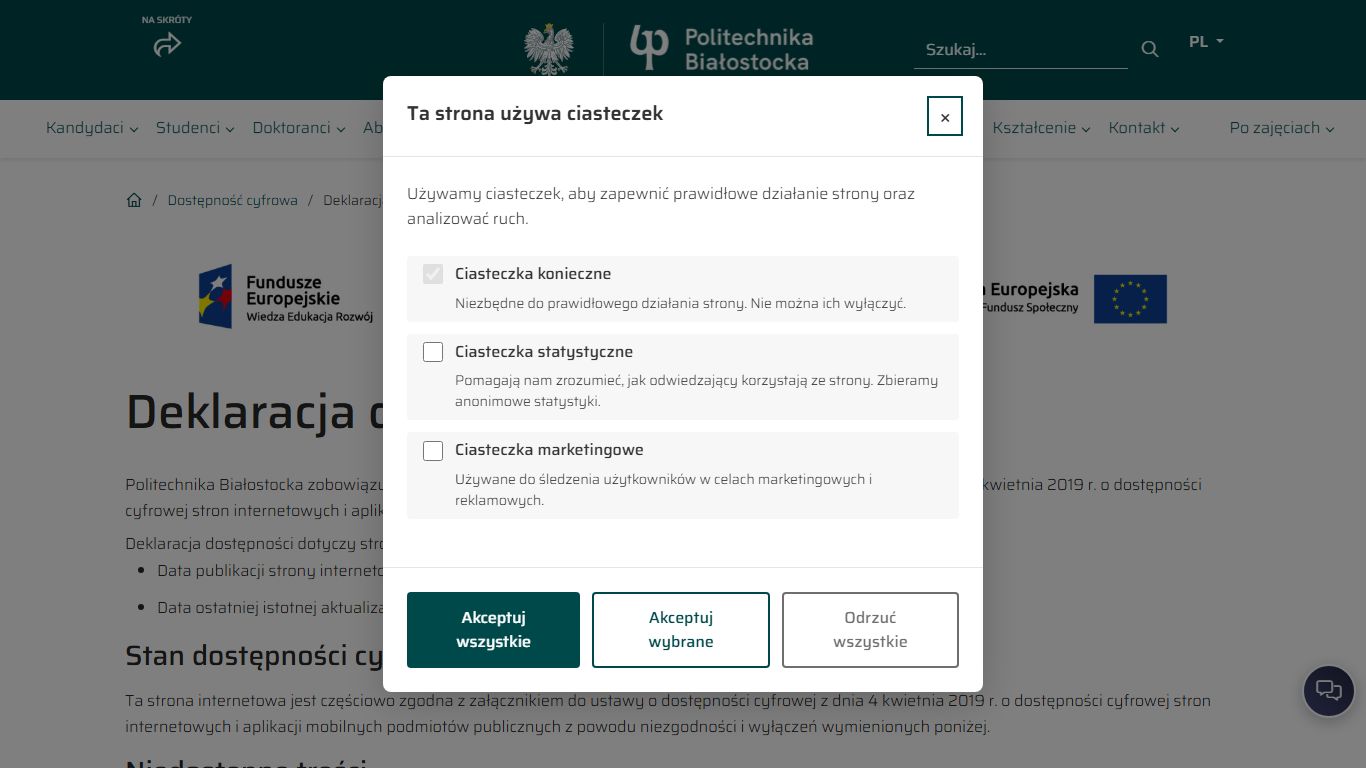 NA SKRÓTY
Politechnika
Białostocka
Szukaj...
PL
Ta strona używa ciasteczek
×
Kandydaci
Studenci
Doktoranci
Ab
Kształcenie
Kontakt
Po zajęciach
Używamy ciasteczek, aby zapewnić prawidłowe działanie strony oraz
analizować ruch.
/ Dostępność cyfrowa / Deklaracj
Ciasteczka konieczne
Niezbędne do prawidłowego działania strony. Nie można ich wyłączyć.
Fundusze
Europejskie
Wiedza Edukacja Rozwój
Europejska
Fundusz Społeczny
Ciasteczka statystyczne
Pomagają nam zrozumieć, jak odwiedzający korzystają ze strony. Zbieramy
anonimowe statystyki.
Deklaracja
Ciasteczka marketingowe
Używane do śledzenia użytkowników w celach marketingowych i
reklamowych.
Politechnika Białostocka zobowiązu
kwietnia 2019 r. o dostępności
cyfrowej stron internetowych i aplik
Deklaracja dostępności dotyczy stro
Data publikacji strony interneto
Data ostatniej istotnej aktualiza
Akceptuj
wszystkie
Akceptuj
wybrane
Odrzuć
wszystkie
Stan dostępności cy
Ta strona internetowa jest częściowo zgodna z załącznikiem do ustawy o dostępności cyfrowej z dnia 4 kwietnia 2019 r. o dostępności cyfrowej stron
internetowych i aplikacji mobilnych podmiotów publicznych z powodu niezgodności i wyłączeń wymienionych poniżej.
Niedostępne treści